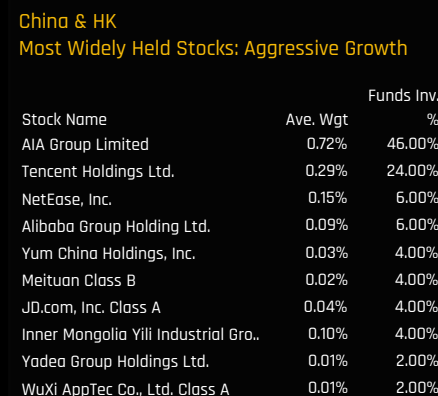 China & HK
Most Widely Held Stocks: Aggressive Growth
Funds Inv.
Stock Name Ave. Wgt %
AIA Group Limited 0.72% 46.00%
Tencent Holdings Ltd. 0.29% 24.00%
NetEase, Inc. 0.15% 6.00%
Alibaba Group Holding Ltd. 0.09% 6.00%
Yum China Holdings, Inc. 0.03% 4.00%
Meituan Class B 0.02% 4.00%
JD.com, Inc. Class A 0.04% 4.00%
Inner Mongolia Yili Industrial Gro.. 0.10% 4.00%
Yadea Group Holdings Ltd. 0.01% 2.00%
WuXi AppTec Co., Ltd. Class A 0.01% 2.00%